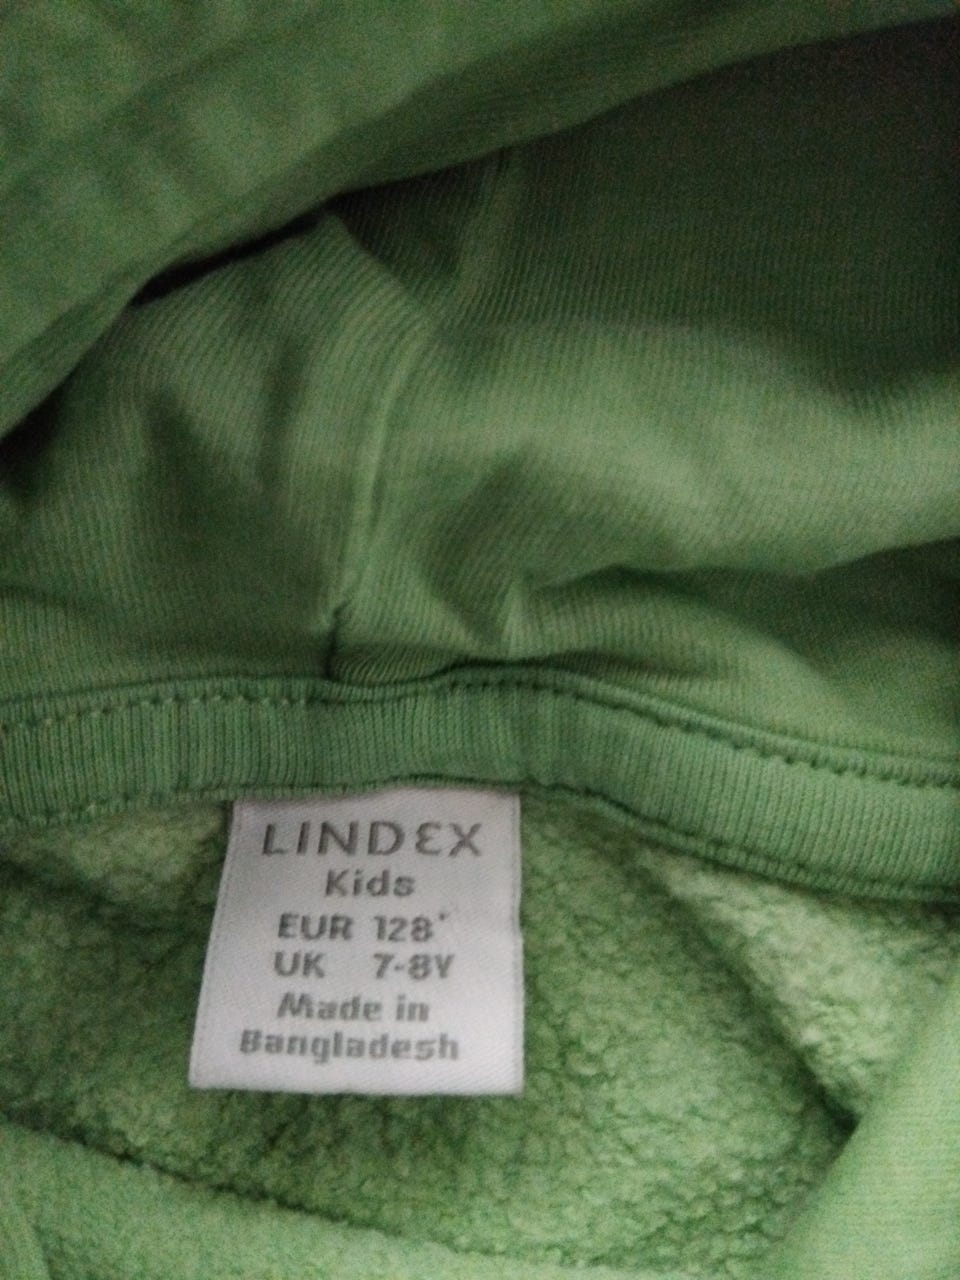 LINDEX
Kids
EUR 128*
UK 7-8Y
Made in
Bangladesh